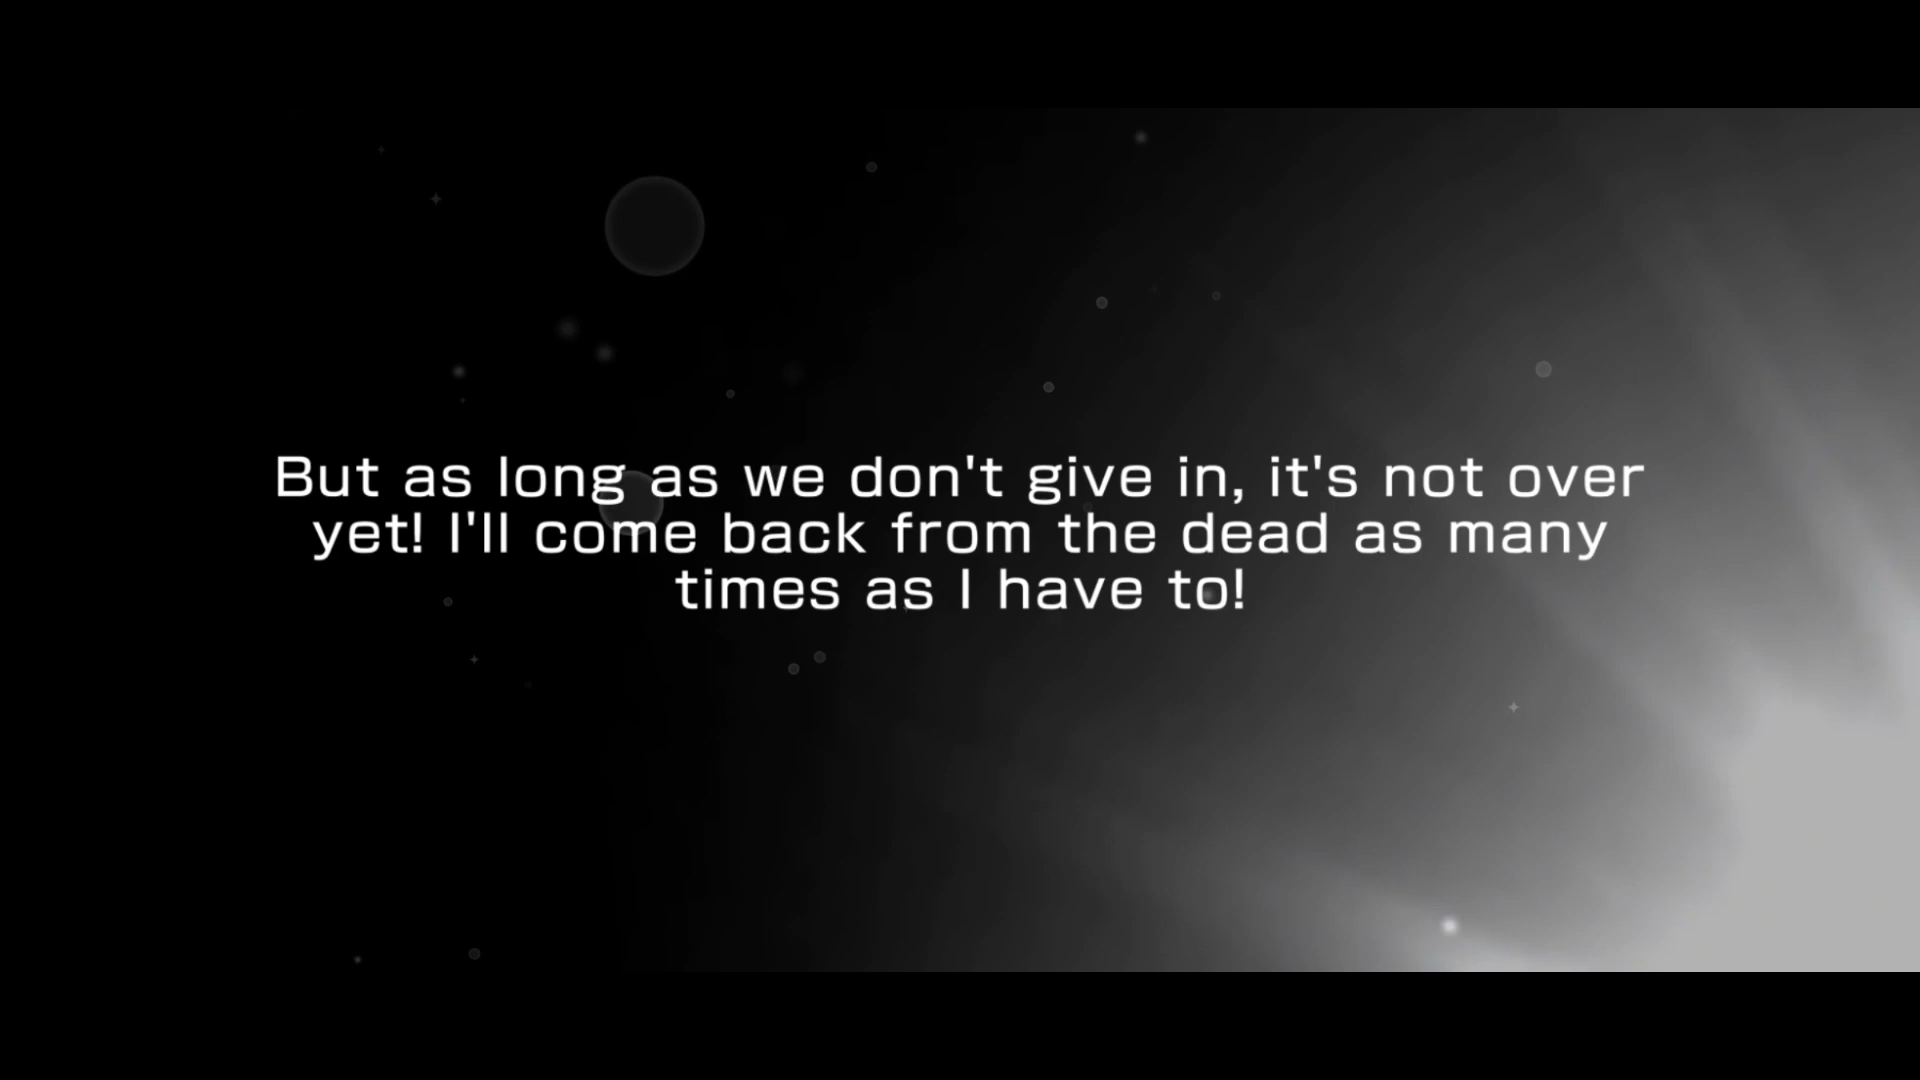 But as long as we don't give in, it's not over
yet! I'll come back from the dead as many
times as I have to!